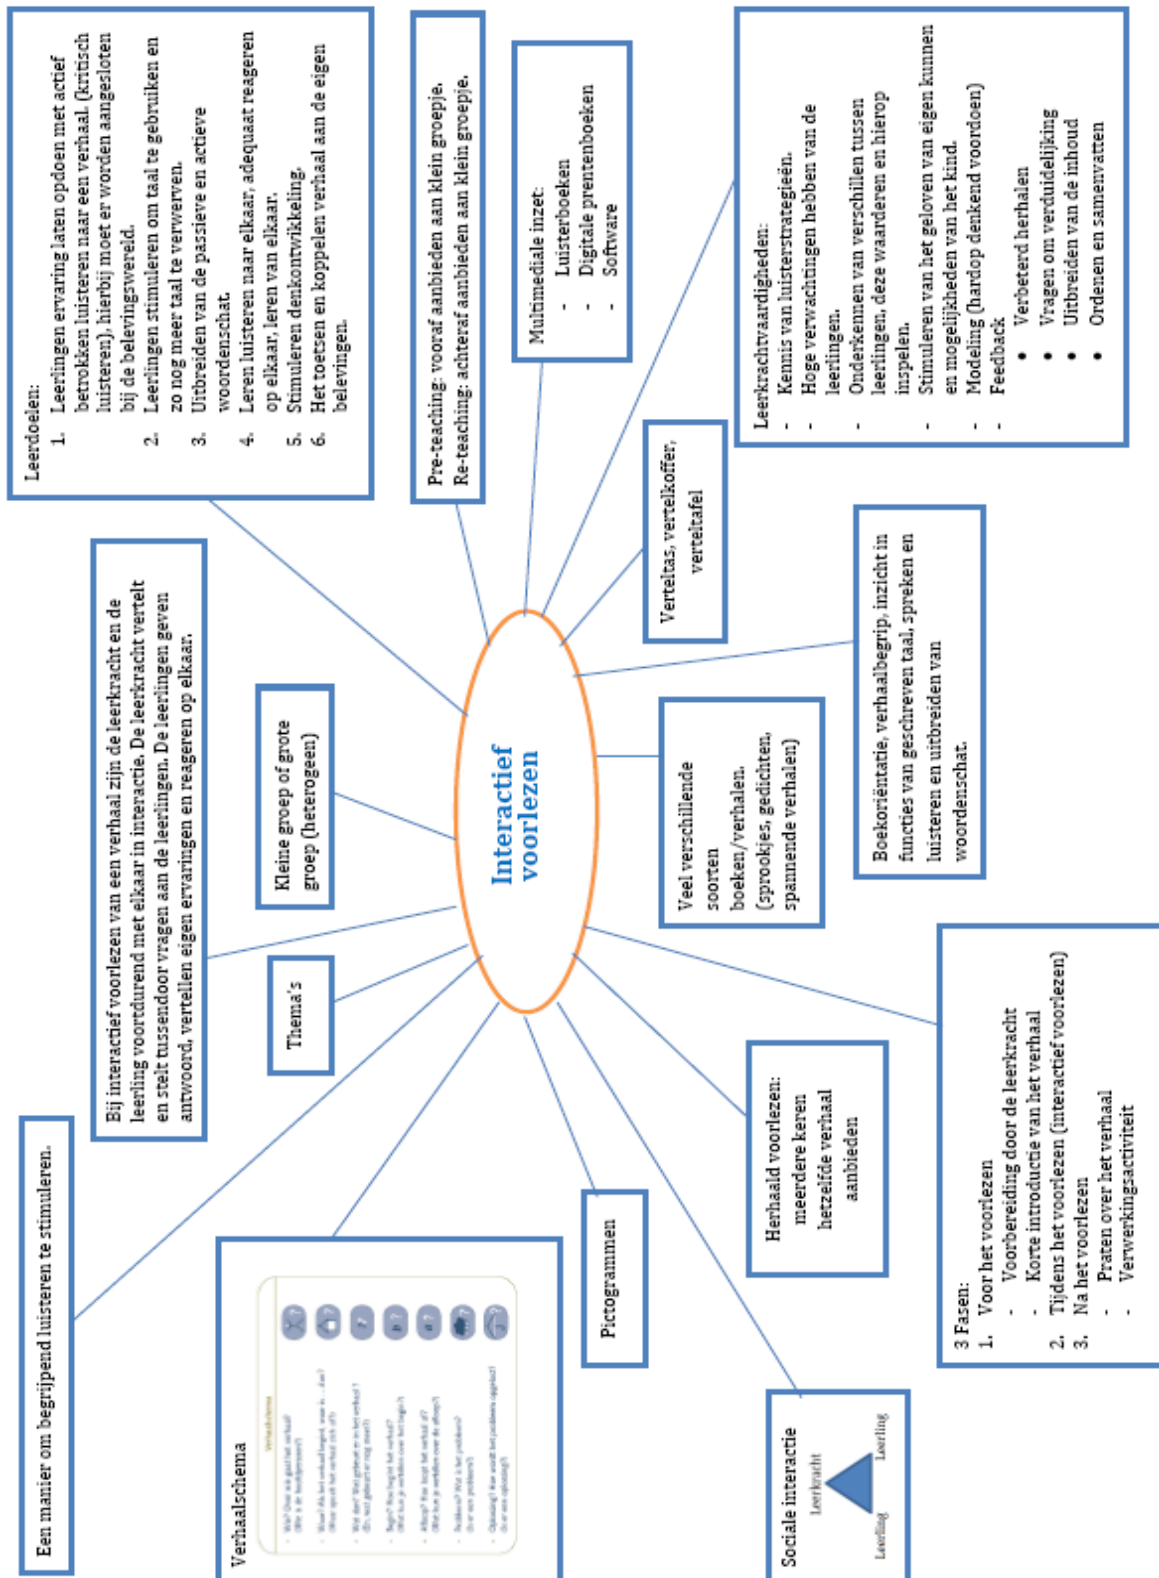 Een manier om begrijpend luisteren te stimuleren.
Bij interactief voorlezen van een verhaal zijn de leerkracht en de
leerling voortdurend met elkaar in interactie. De leerkracht vertelt
en stelt tussendoor vragen aan de leerlingen. De leerlingen geven
antwoord, vertellen eigen ervaringen en reageren op elkaar.
Leerdoelen:
1. Leerlingen ervaring laten opdoen met actief
betrokken luisteren naar een verhaal. (kritisch
luisteren), hierbij moet er worden aangesloten
bij de belevingswereld.
2. Leerlingen stimuleren om taal te gebruiken en
zo nog meer taal te verwerven.
3. Uitbreiden van de passieve en actieve
woordenschat.
4. Leren luisteren naar elkaar, adequaat reageren
op elkaar, leren van elkaar.
5. Stimuleren denkontwikkeling.
6. Het toetsen en koppelen verhaal aan de eigen
belevingen.
Verhaalschema
Verhaalschema
- Wie? Over wie gaat het verhaal?
Thema's
Kleine groep of grote
groep (heterogeen)
Pre-teaching: vooraf aanbieden aan klein groepje.
Re-teaching: achteraf aanbieden aan klein groepje.
Interactief
voorlezen
Multimediale inzet:
- Luisterboeken
- Digitale prentenboeken
- Software
Pictogrammen
Veel verschillende
soorten
boeken/verhalen.
(sprookjes, gedichten,
spannende verhalen)
Verteltas, vertelkoffer,
verteltafel
Leerkrachtvaardigheden:
- Kennis van luisterstrategieën.
- Hoge verwachtingen hebben van de
leerlingen.
- Onderkennen van verschillen tussen
leerlingen, deze waarderen en hierop
inspelen.
- Stimuleren van het geloven van eigen kunnen
en mogelijkheden van het kind.
- Modeling (hardop denkend voordoen)
- Feedback
● Verbeterd herhalen
● Vragen om verduidelijking
● Uitbreiden van de inhoud
● Ordenen en samenvatten
Sociale interactie
Leerkracht
Leerling Leerling
Herhaald voorlezen:
meerdere keren
hetzelfde verhaal
aanbieden
Boekoriëntatie, verhaalbegrip, inzicht in
functies van geschreven taal, spreken en
luisteren en uitbreiden van
woordenschat.
3 Fasen:
1. Voor het voorlezen
- Voorbereiding door de leerkracht
- Korte introductie van het verhaal
2. Tijdens het voorlezen (interactief voorlezen)
3. Na het voorlezen
- Praten over het verhaal
- Verwerkingsactiviteit